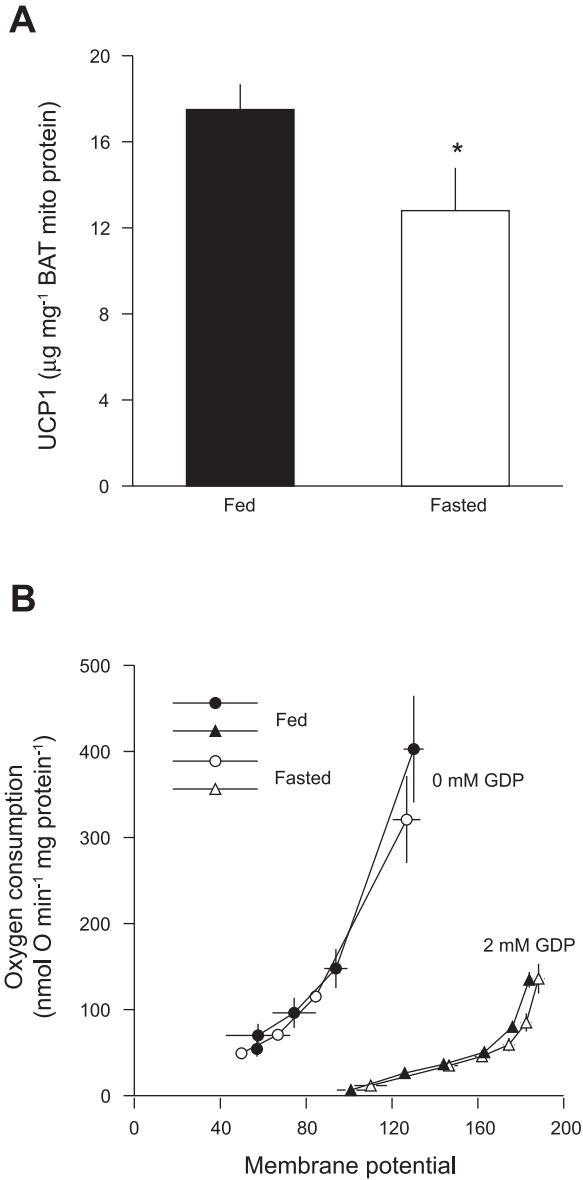 A
20
16
12
8
4
0
UCP1 (μg mg⁻¹ BAT mito protein)
*
Fed
Fasted
B
500
400
300
200
100
0
Oxygen consumption
(nmol O min⁻¹ mg protein⁻¹)
Fed
Fasted
0 mM GDP
2 mM GDP
0
40
80
120
160
200
Membrane potential